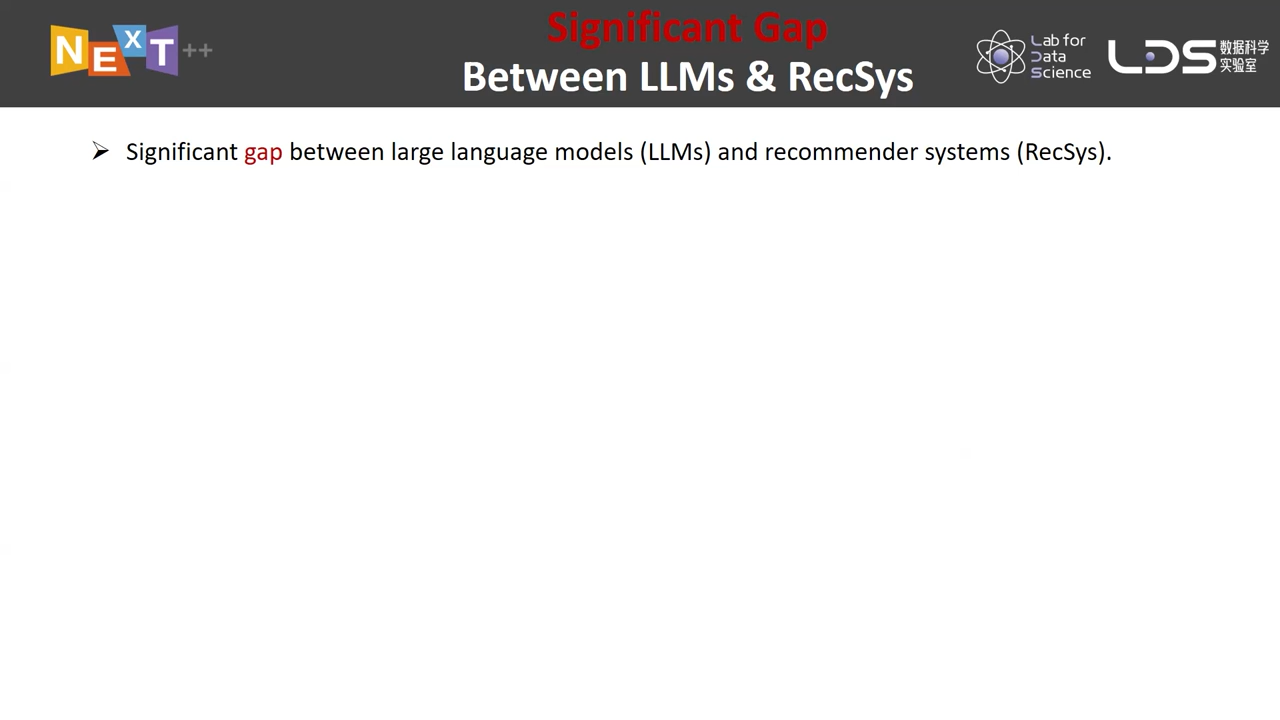 NExT++
Significant Gap
Between LLMs & RecSys
Lab for
Data
Science
LDS 数据科学
实验室
➢ Significant gap between large language models (LLMs) and recommender systems (RecSys).